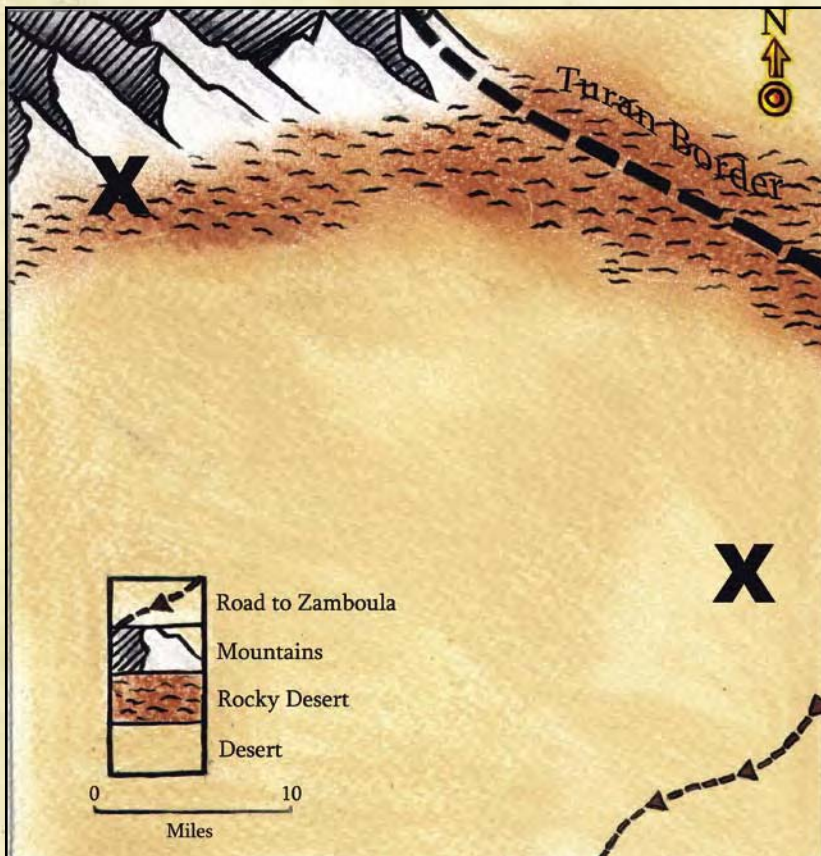 N
Turan Border
X
X
Road to Zamboula
Mountains
Rocky Desert
Desert
0 10
Miles